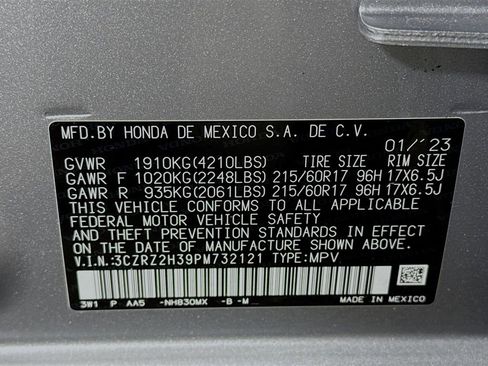 MFD.BY HONDA DE MEXICO S.A. DE C.V.
01/'23
GVWR 1910KG(4210LBS) TIRE SIZE RIM SIZE
GAWR F 1020KG(2248LBS) 215/60R17 96H 17X6.5J
GAWR R 935KG(2061LBS) 215/60R17 96H 17X6.5J
THIS VEHICLE CONFORMS TO ALL APPLICABLE
FEDERAL MOTOR VEHICLE SAFETY
AND THEFT PREVENTION STANDARDS IN EFFECT
ON THE DATE OF MANUFACTURE SHOWN ABOVE.
V.I.N.:3CZRZ2H39PM732121 TYPE:MPV
3W1 P AA5 -NH830MX -B -M
MADE IN MEXICO